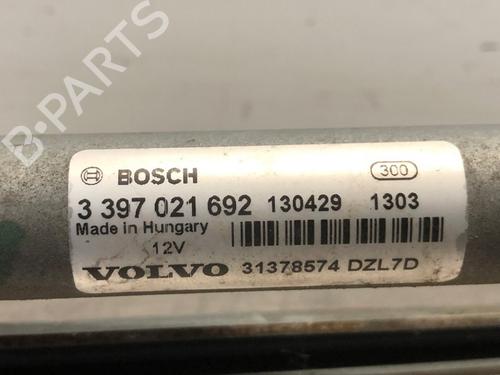 B-PARTS
BOSCH 300
3 397 021 692 130429 1303
Made in Hungary
12V
VOLVO 31378574 DZL7D